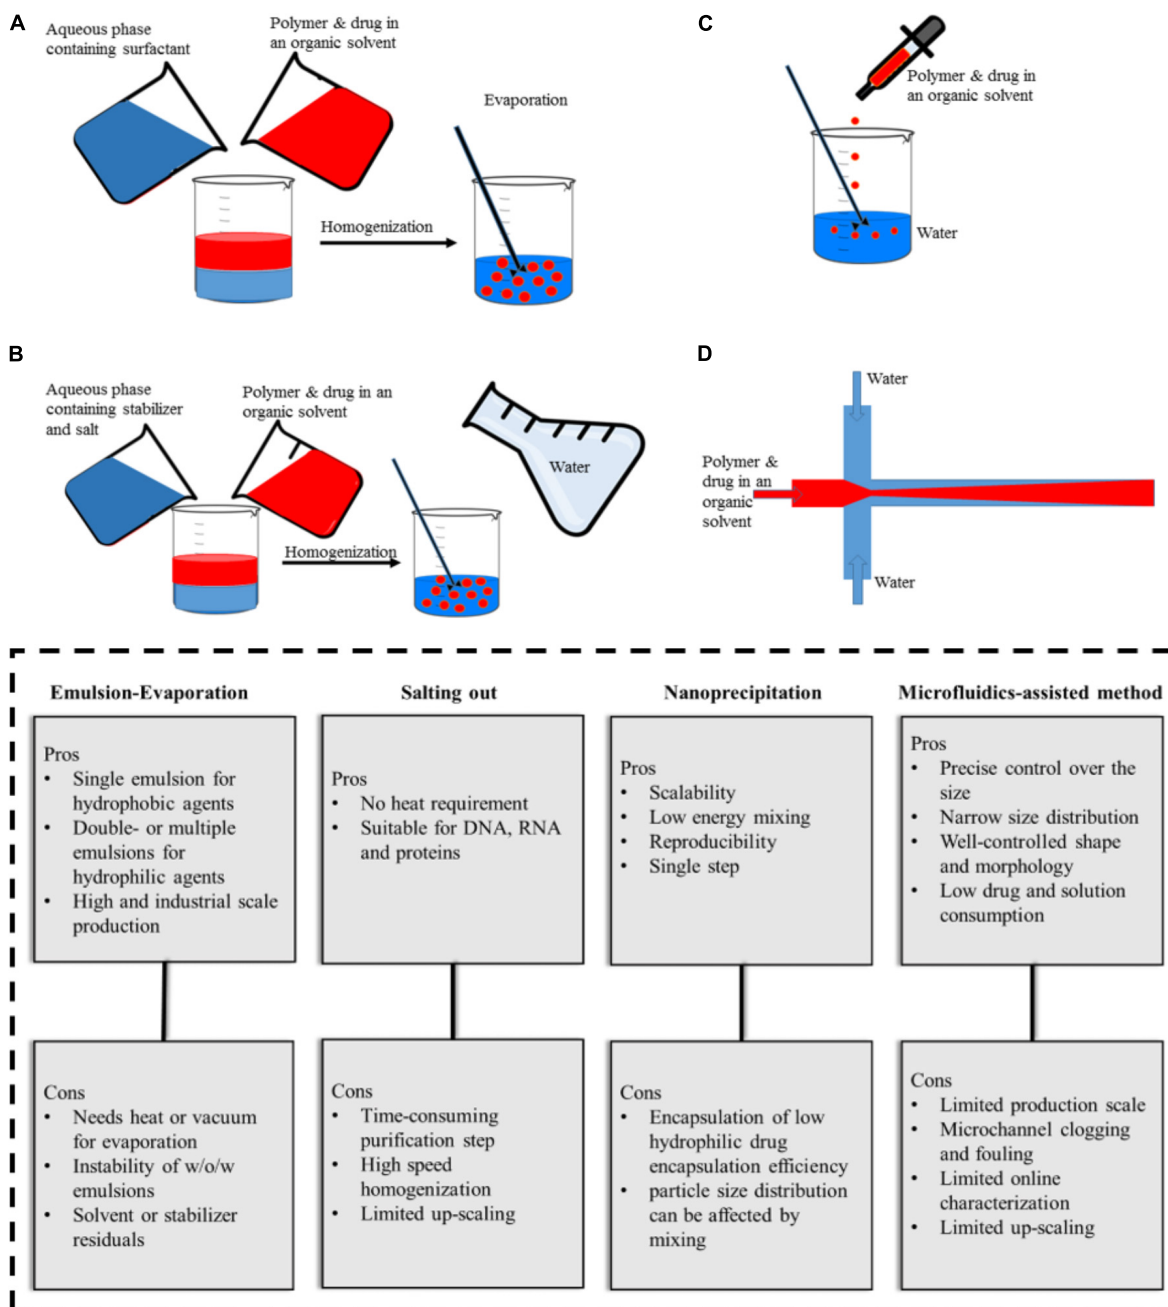 A
Aqueous phase
containing surfactant
Polymer & drug in
an organic solvent
Evaporation
Homogenization
C
Polymer & drug in
an organic solvent
Water
B
Aqueous phase
containing stabilizer
and salt
Polymer & drug in an
organic solvent
Water
Homogenization
D
Water
Polymer &
drug in an
organic
solvent
Water
Emulsion-Evaporation
Pros
• Single emulsion for
hydrophobic agents
• Double- or multiple
emulsions for
hydrophilic agents
• High and industrial scale
production
Cons
• Needs heat or vacuum
for evaporation
• Instability of w/o/w
emulsions
• Solvent or stabilizer
residuals
Salting out
Pros
• No heat requirement
• Suitable for DNA, RNA
and proteins
Cons
• Time-consuming
purification step
• High speed
homogenization
• Limited up-scaling
Nanoprecipitation
Pros
• Scalability
• Low energy mixing
• Reproducibility
• Single step
Cons
• Encapsulation of low
hydrophilic drug
encapsulation efficiency
• particle size distribution
can be affected by
mixing
Microfluidics-assisted method
Pros
• Precise control over the
size
• Narrow size distribution
• Well-controlled shape
and morphology
• Low drug and solution
consumption
Cons
• Limited production scale
• Microchannel clogging
and fouling
• Limited online
characterization
• Limited up-scaling